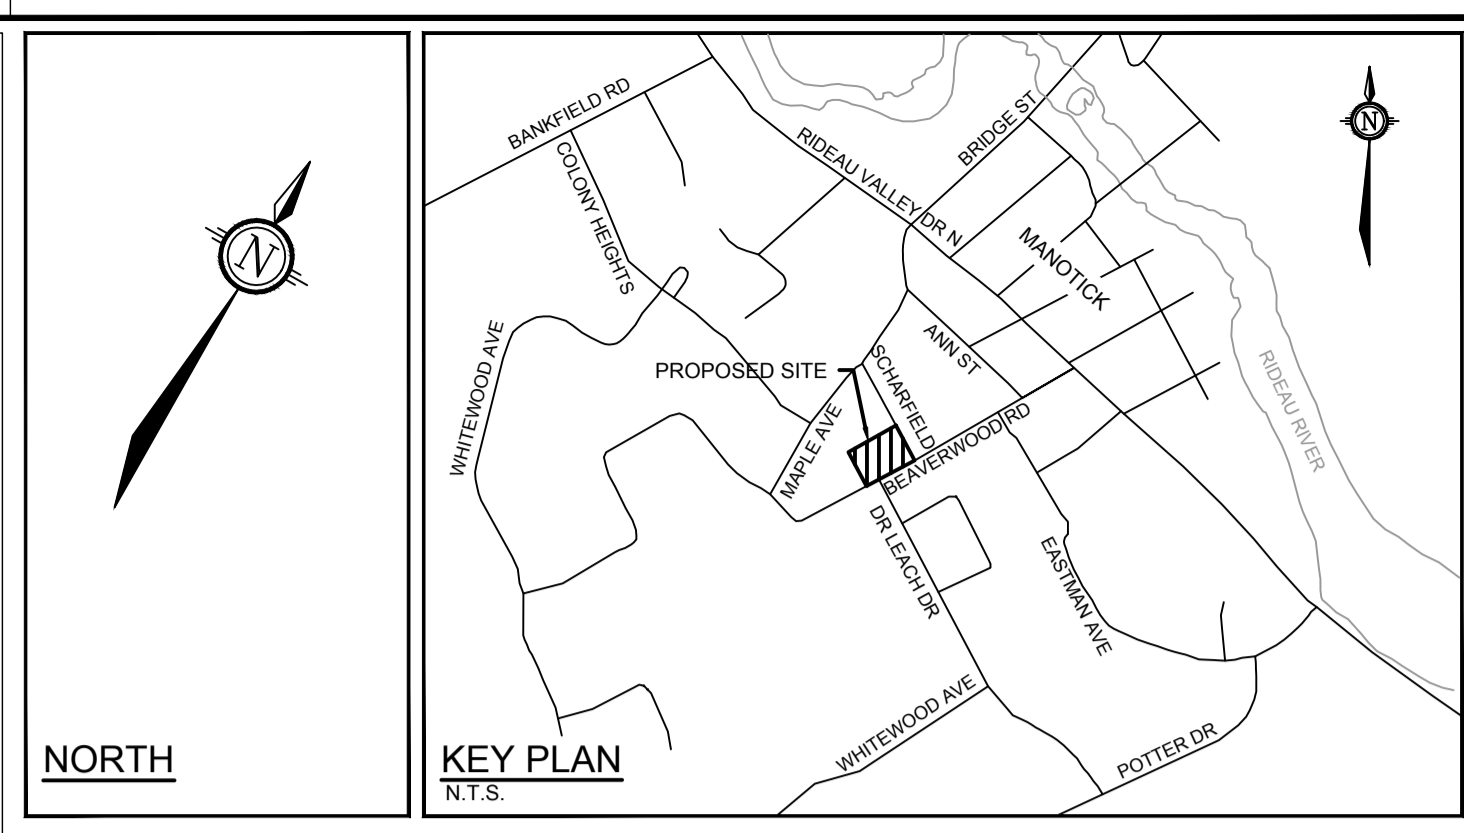 N
NORTH
BANKFIELD RD
COLONY HEIGHTS
RIDEAU VALLEY DR N
BRIDGE ST
N
MANOTICK
WHITEWOOD AVE
PROPOSED SITE
ANN ST
SCHARFIELD
MAPLE AVE
BEAVERWOOD RD
RIDEAU RIVER
DR LEACH DR
EASTMAN AVE
WHITEWOOD AVE
POTTER DR
KEY PLAN
N.T.S.